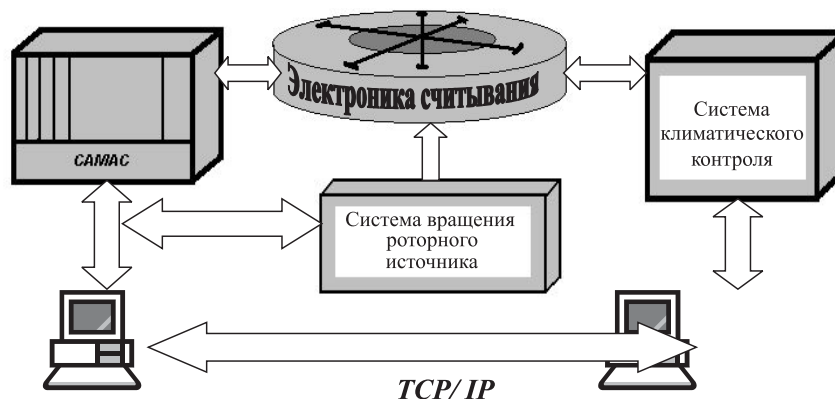 Электроника считывания
Система
климатического
контроля
CAMAC
Система вращения
роторного
источника
TCP/ IP